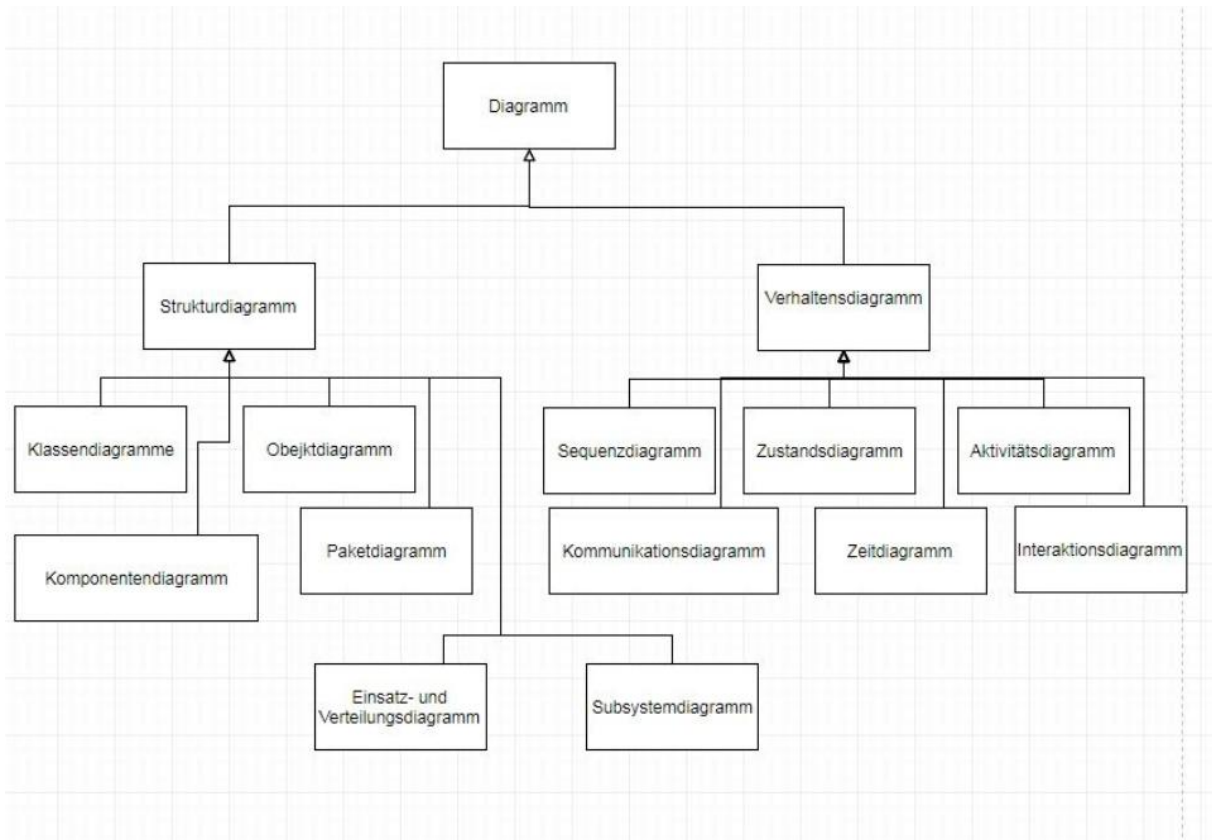 Diagramm
Strukturdiagramm
Verhaltensdiagramm
Klassendiagramme
Obejktdiagramm
Sequenzdiagramm
Zustandsdiagramm
Aktivitätsdiagramm
Komponentendiagramm
Paketdiagramm
Kommunikationsdiagramm
Zeitdiagramm
Interaktionsdiagramm
Einsatz- und
Verteilungsdiagramm
Subsystemdiagramm